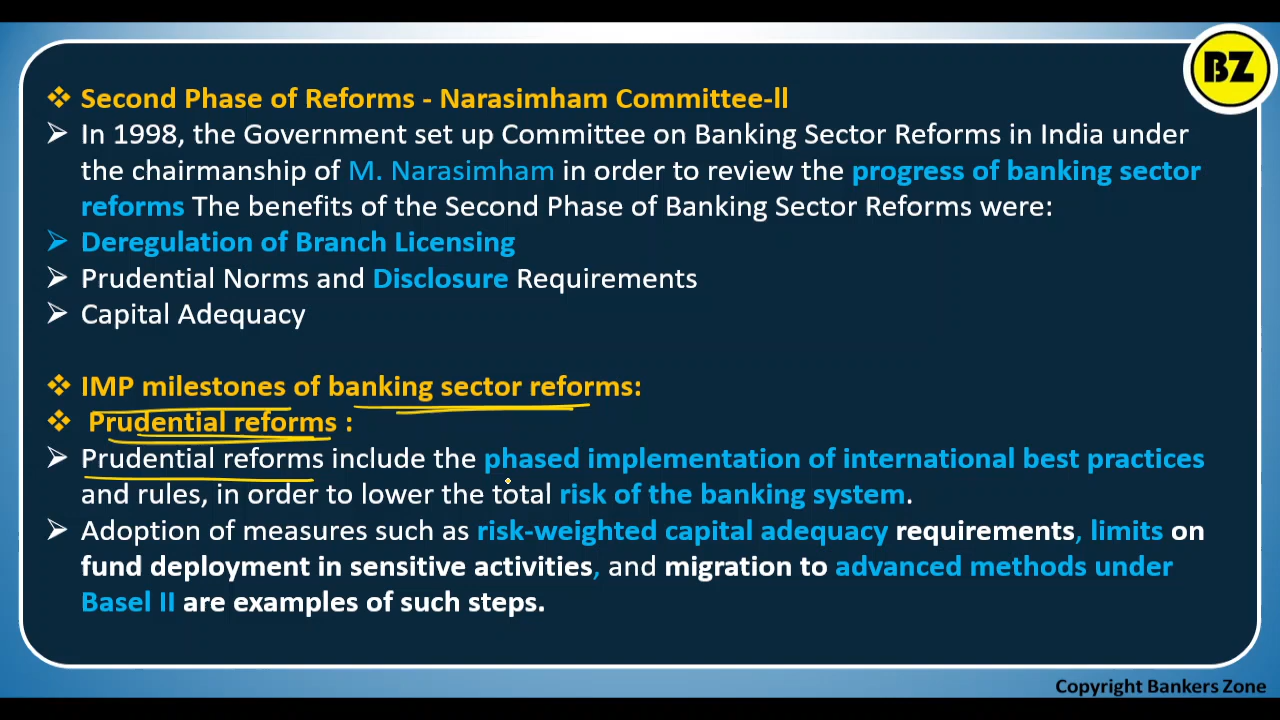 BZ
❖ Second Phase of Reforms - Narasimham Committee-ll
➢ In 1998, the Government set up Committee on Banking Sector Reforms in India under
the chairmanship of M. Narasimham in order to review the progress of banking sector
reforms The benefits of the Second Phase of Banking Sector Reforms were:
➢ Deregulation of Branch Licensing
➢ Prudential Norms and Disclosure Requirements
➢ Capital Adequacy
❖ IMP milestones of banking sector reforms:
❖ Prudential reforms :
➢ Prudential reforms include the phased implementation of international best practices
and rules, in order to lower the total risk of the banking system.
➢ Adoption of measures such as risk-weighted capital adequacy requirements, limits on
fund deployment in sensitive activities, and migration to advanced methods under
Basel II are examples of such steps.
Copyright Bankers Zone